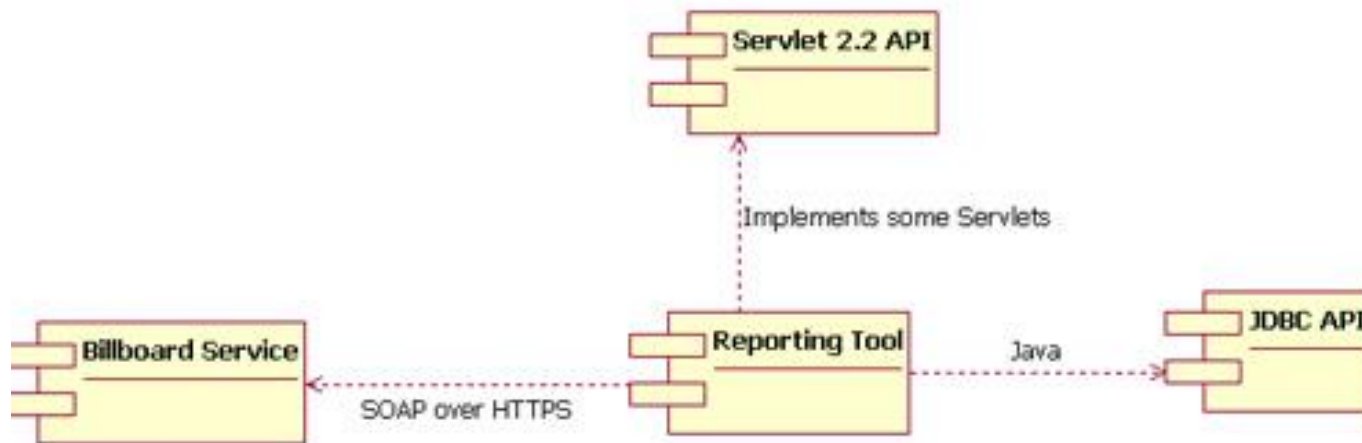 Servlet 2.2 API
Implements some Servlets
Billboard Service
SOAP over HTTPS
Reporting Tool
Java
JDBC API